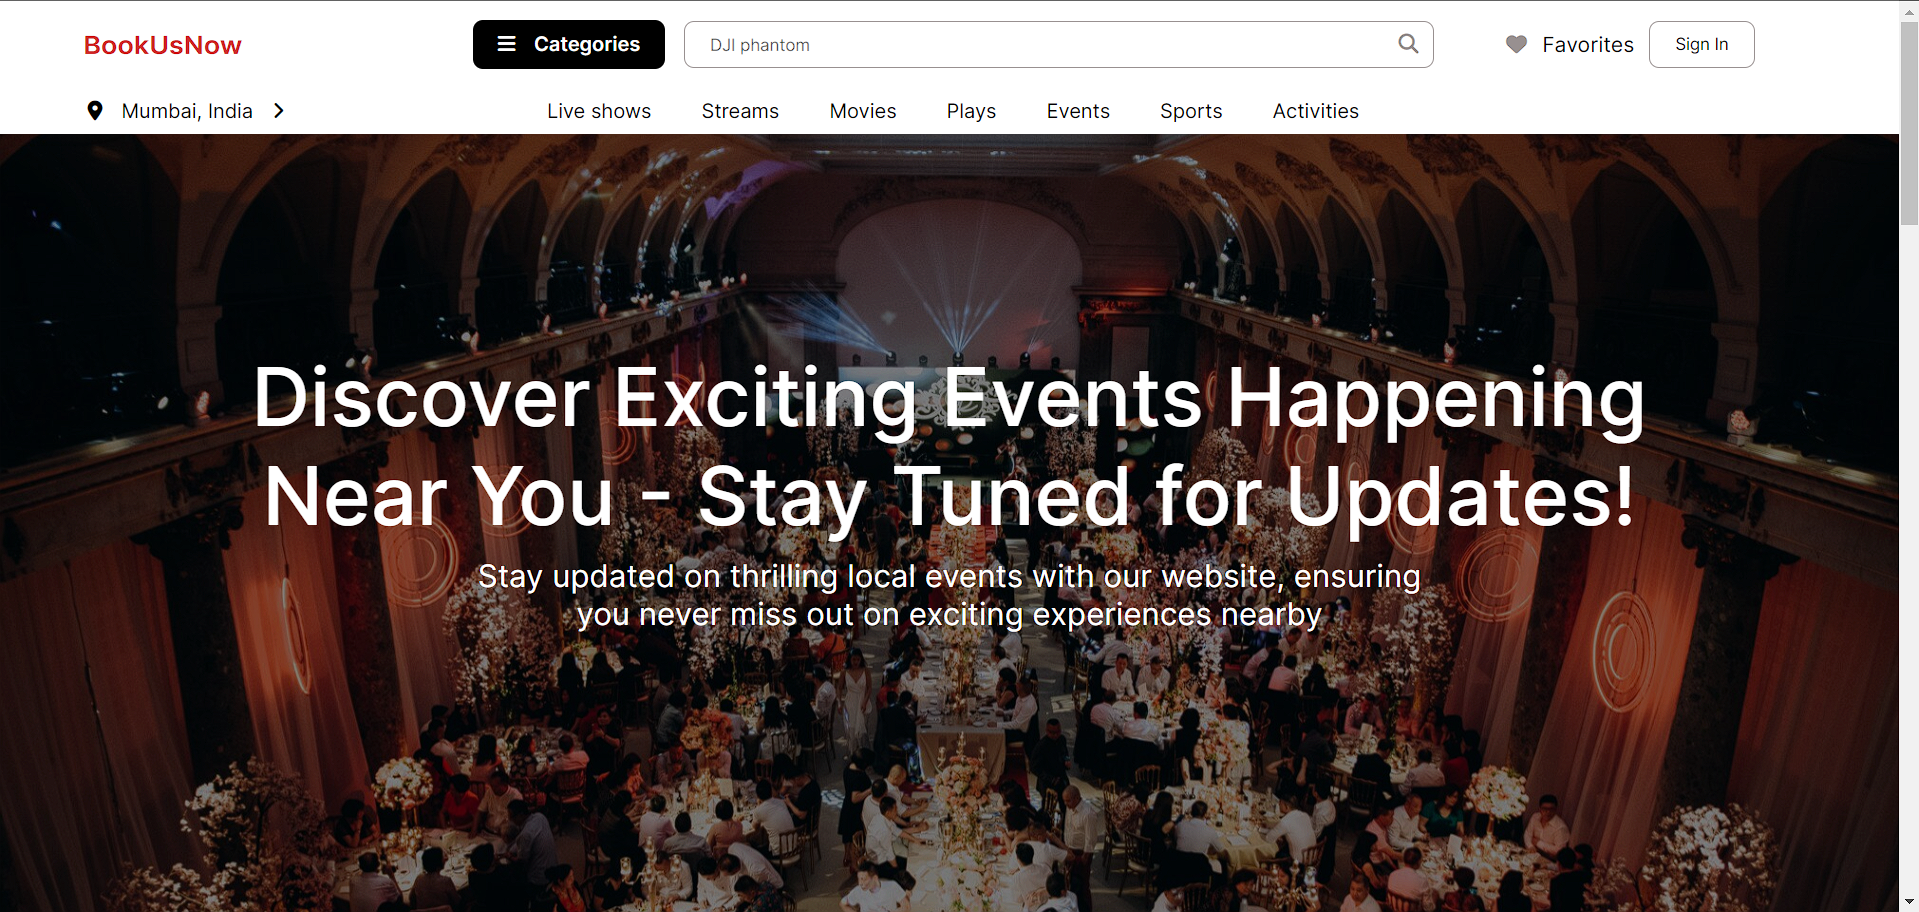 BookUsNow
Categories
DJI phantom
Favorites
Sign In
Mumbai, India
Live shows
Streams
Movies
Plays
Events
Sports
Activities
Discover Exciting Events Happening
Near You - Stay Tuned for Updates!
Stay updated on thrilling local events with our website, ensuring
you never miss out on exciting experiences nearby